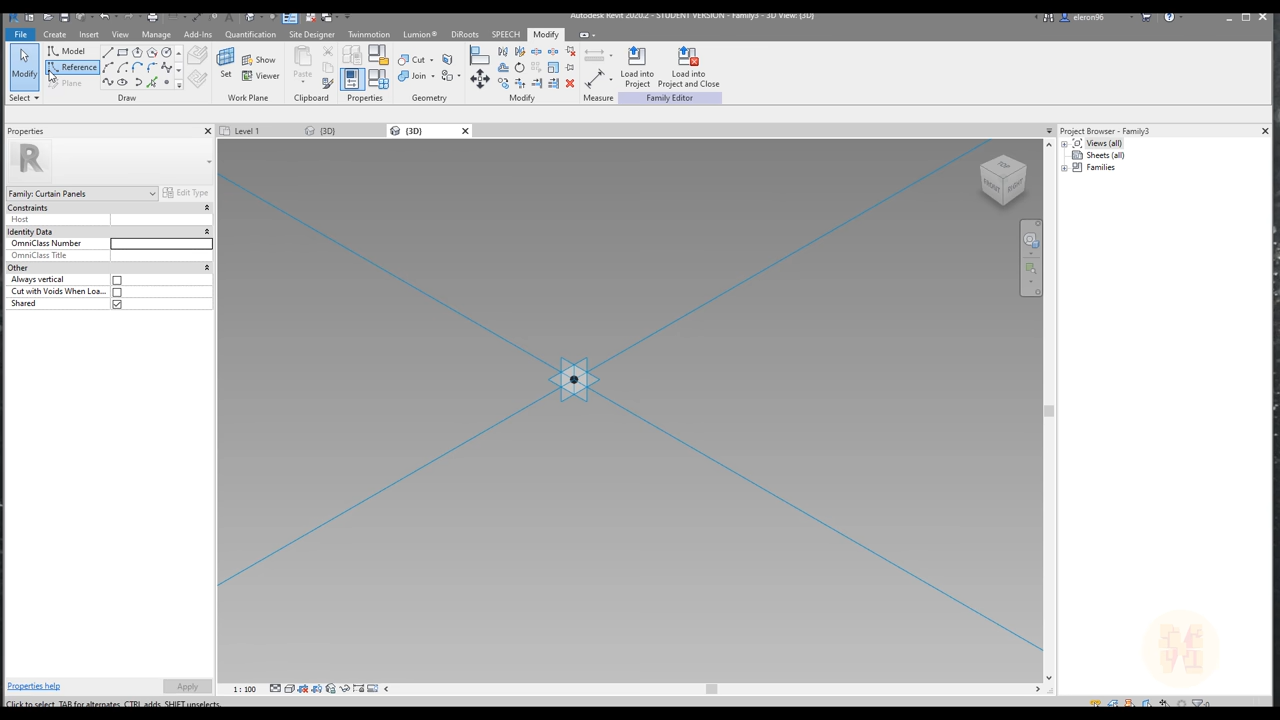 Autodesk Revit 2020.2 - STUDENT VERSION - Family3 - 3D View: {3D}
eleron96
File Create Insert View Manage Add-Ins Quantification Site Designer Twinmotion Lumion® DiRoots SPEECH Modify
Modify
Model
Reference
Plane
Set
Show
Viewer
Paste
Cut
Join
Load into Project
Load into Project and Close
Select Draw Work Plane Clipboard Properties Geometry Modify Measure Family Editor
Properties
Level 1
{3D}
{3D}
Project Browser - Family3
Views (all)
Sheets (all)
Families
R
Family: Curtain Panels
Edit Type
Constraints
Host
Identity Data
OmniClass Number
OmniClass Title
Other
Always vertical
Cut with Voids When Loa...
Shared
TOP
FRONT
RIGHT
Properties help
Apply
1 : 100
Click to select, TAB for alternates, CTRL adds, SHIFT unselects.
:0